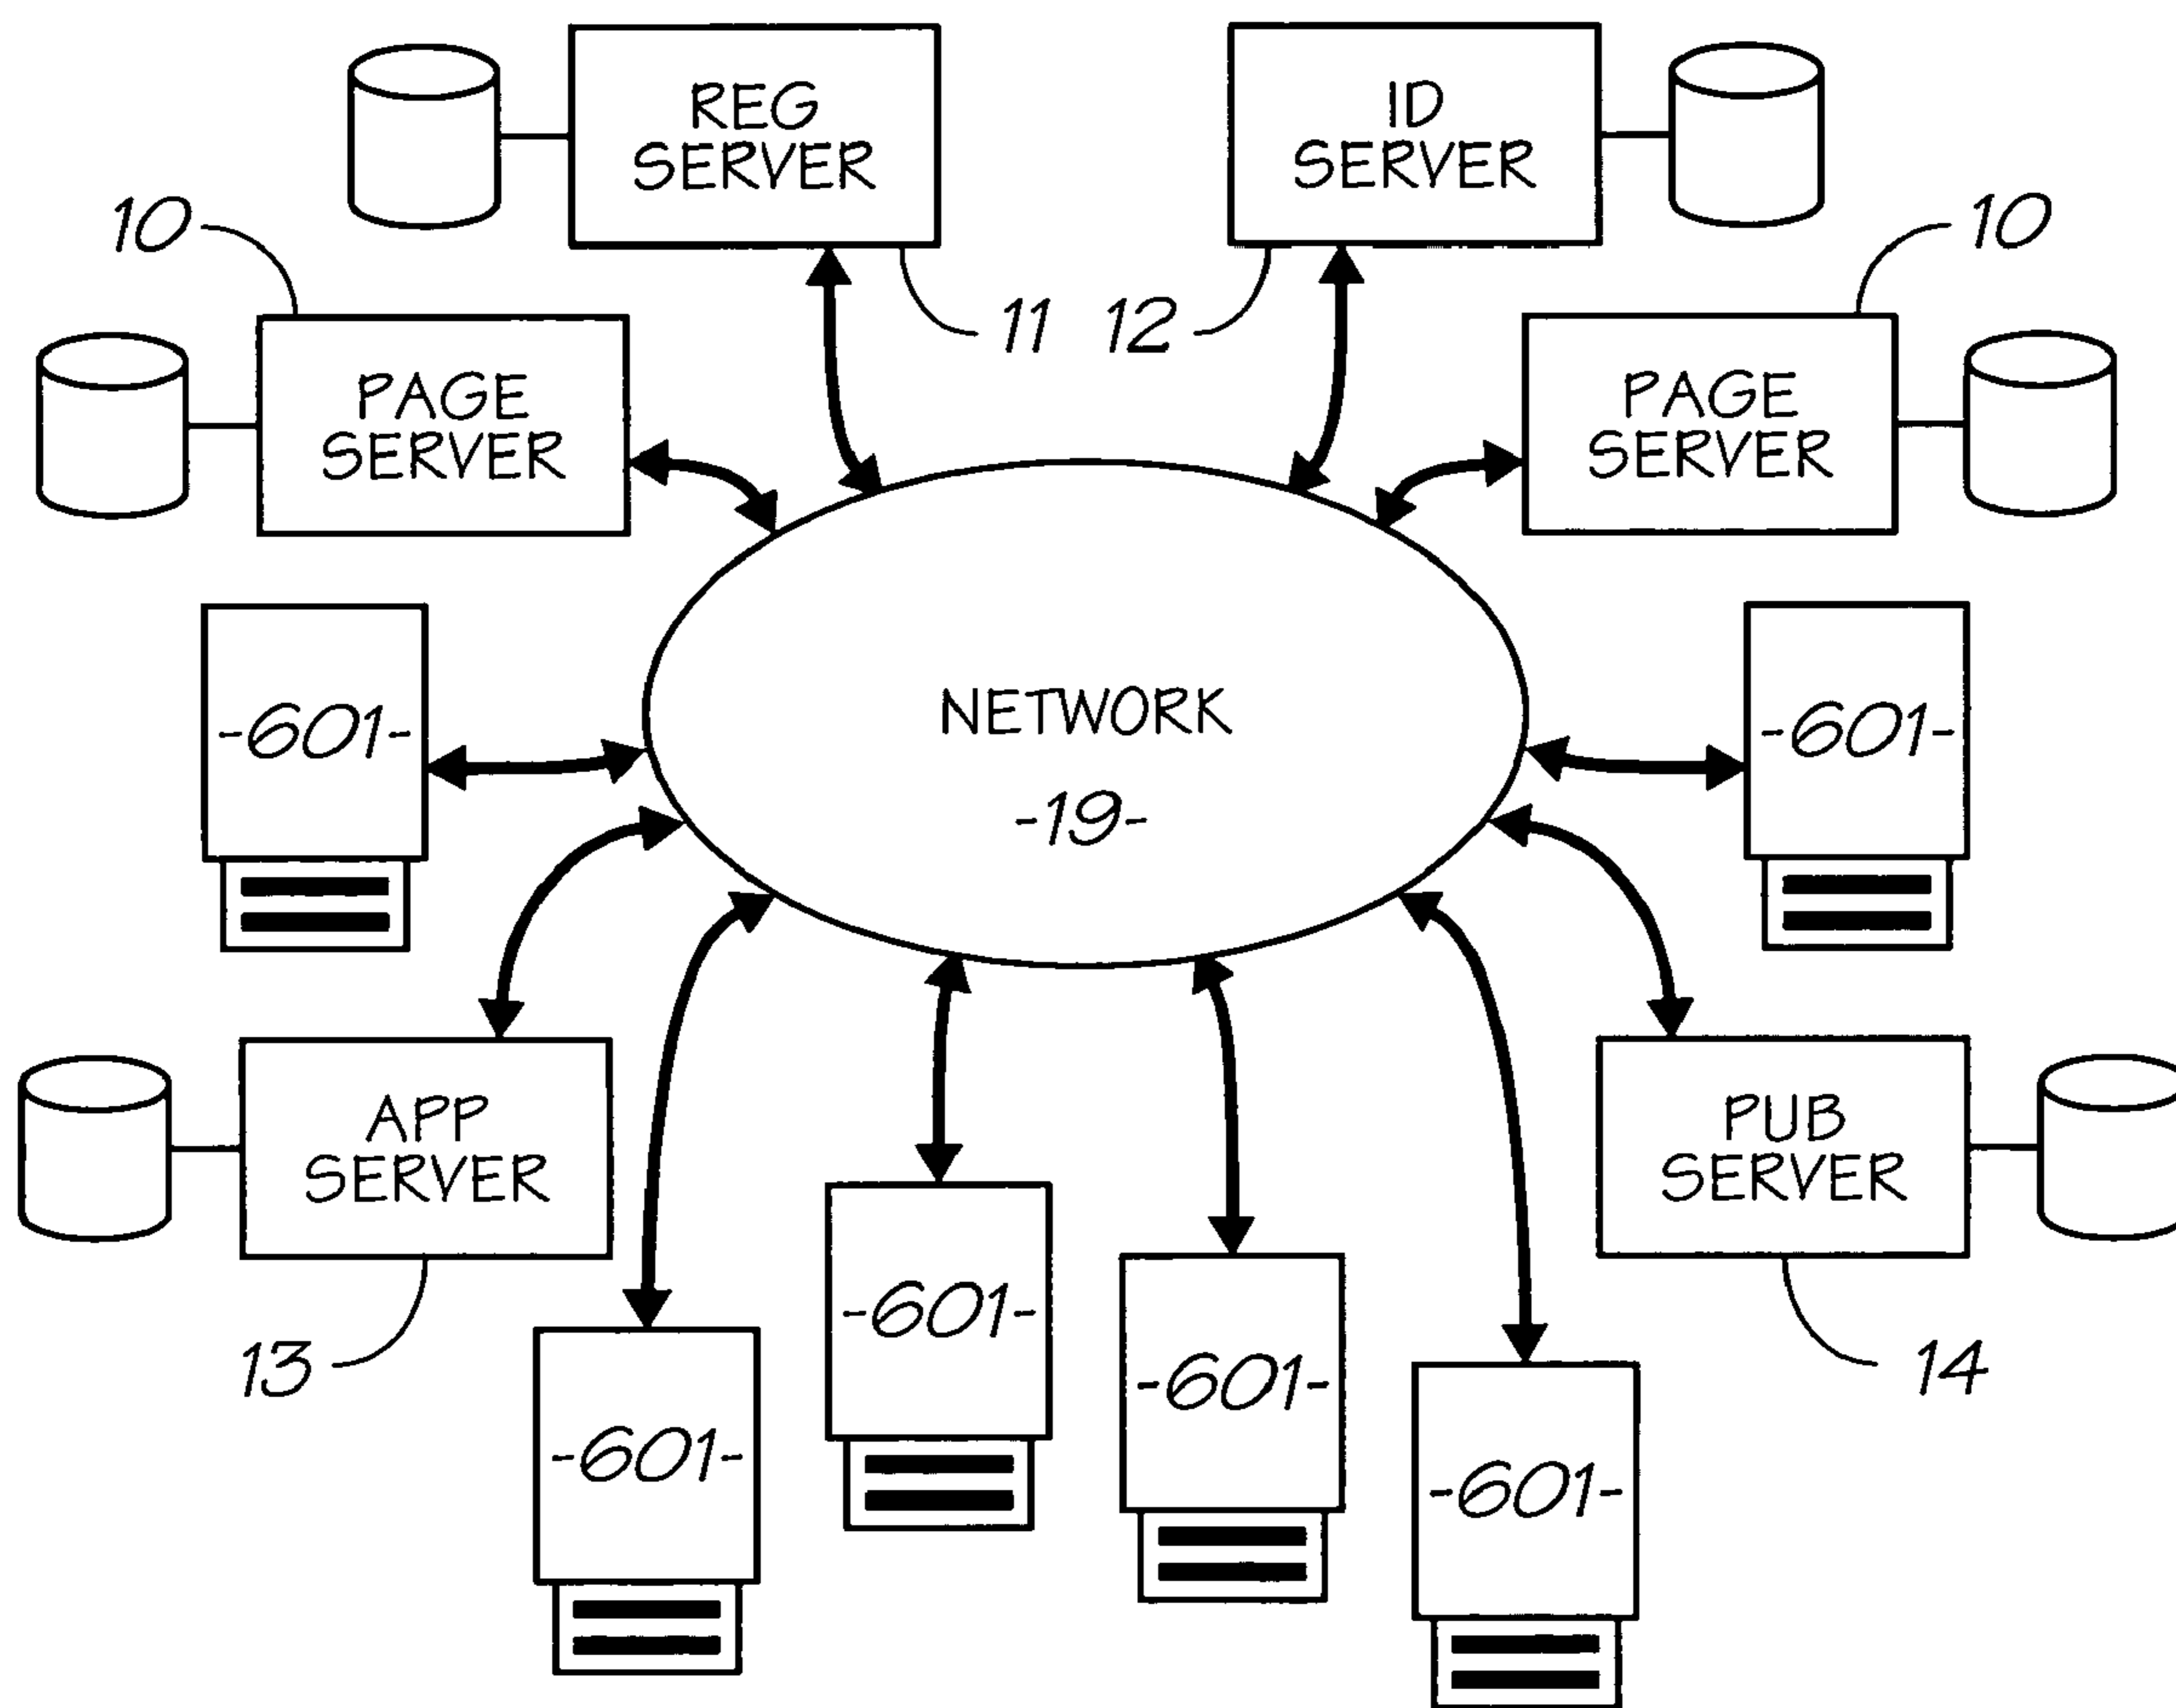 REG
SERVER
ID
SERVER
10
10
11
12
PAGE
SERVER
PAGE
SERVER
-601-
NETWORK
-19-
-601-
APP
SERVER
PUB
SERVER
13
-601-
-601-
-601-
-601-
14